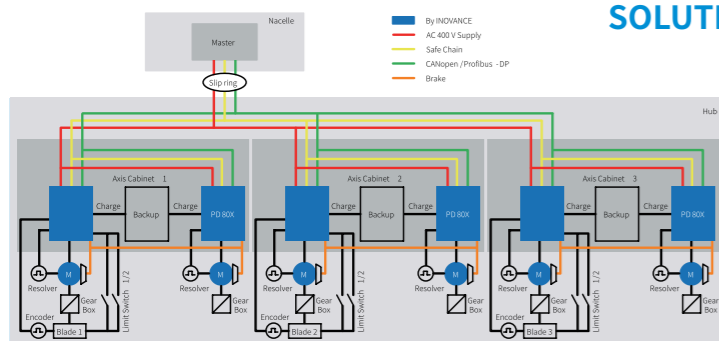 SOLUTI
Nacelle
Master
Slip ring
By INOVANCE
AC 400 V Supply
Safe Chain
CANopen /Profibus - DP
Brake
Hub
Axis Cabinet 1
Charge
Backup
Charge
PD 80X
M
M
Resolver
Resolver
Gear
Box
Gear
Box
Limit Switch 1/2
Encoder
Blade 1
Axis Cabinet 2
Charge
Backup
Charge
PD 80X
M
M
Resolver
Resolver
Gear
Box
Gear
Box
Limit Switch 1/2
Encoder
Blade 2
Axis Cabinet 3
Charge
Backup
Charge
PD 80X
M
M
Resolver
Resolver
Gear
Box
Gear
Box
Limit Switch 1/2
Encoder
Blade 3